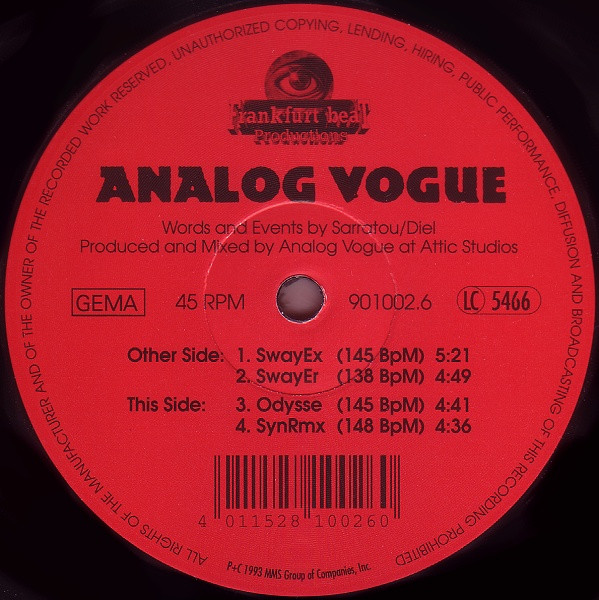 ALL RIGHTS OF THE MANUFACTURER AND OF THE OWNER OF THE RECORDED WORK RESERVED, UNAUTHORIZED COPYING, LENDING, HIRING, PUBLIC PERFORMANCE, DIFFUSION AND BROADCASTING OF THIS RECORDING PROHIBITED
rankfurt beat
Productions
ANALOG VOGUE
Words and Events by Sarratou/Diel
Produced and Mixed by Analog Vogue at Attic Studios
GEMA 45 RPM 901002.6 LC 5466
Other Side: 1. SwayEx (145 BpM) 5:21
2. SwayEr (138 BpM) 4:49
This Side: 3. Odysse (145 BpM) 4:41
4. SynRmx (148 BpM) 4:36
4 011528 100260
P+C 1993 MMS Group of Companies, Inc.